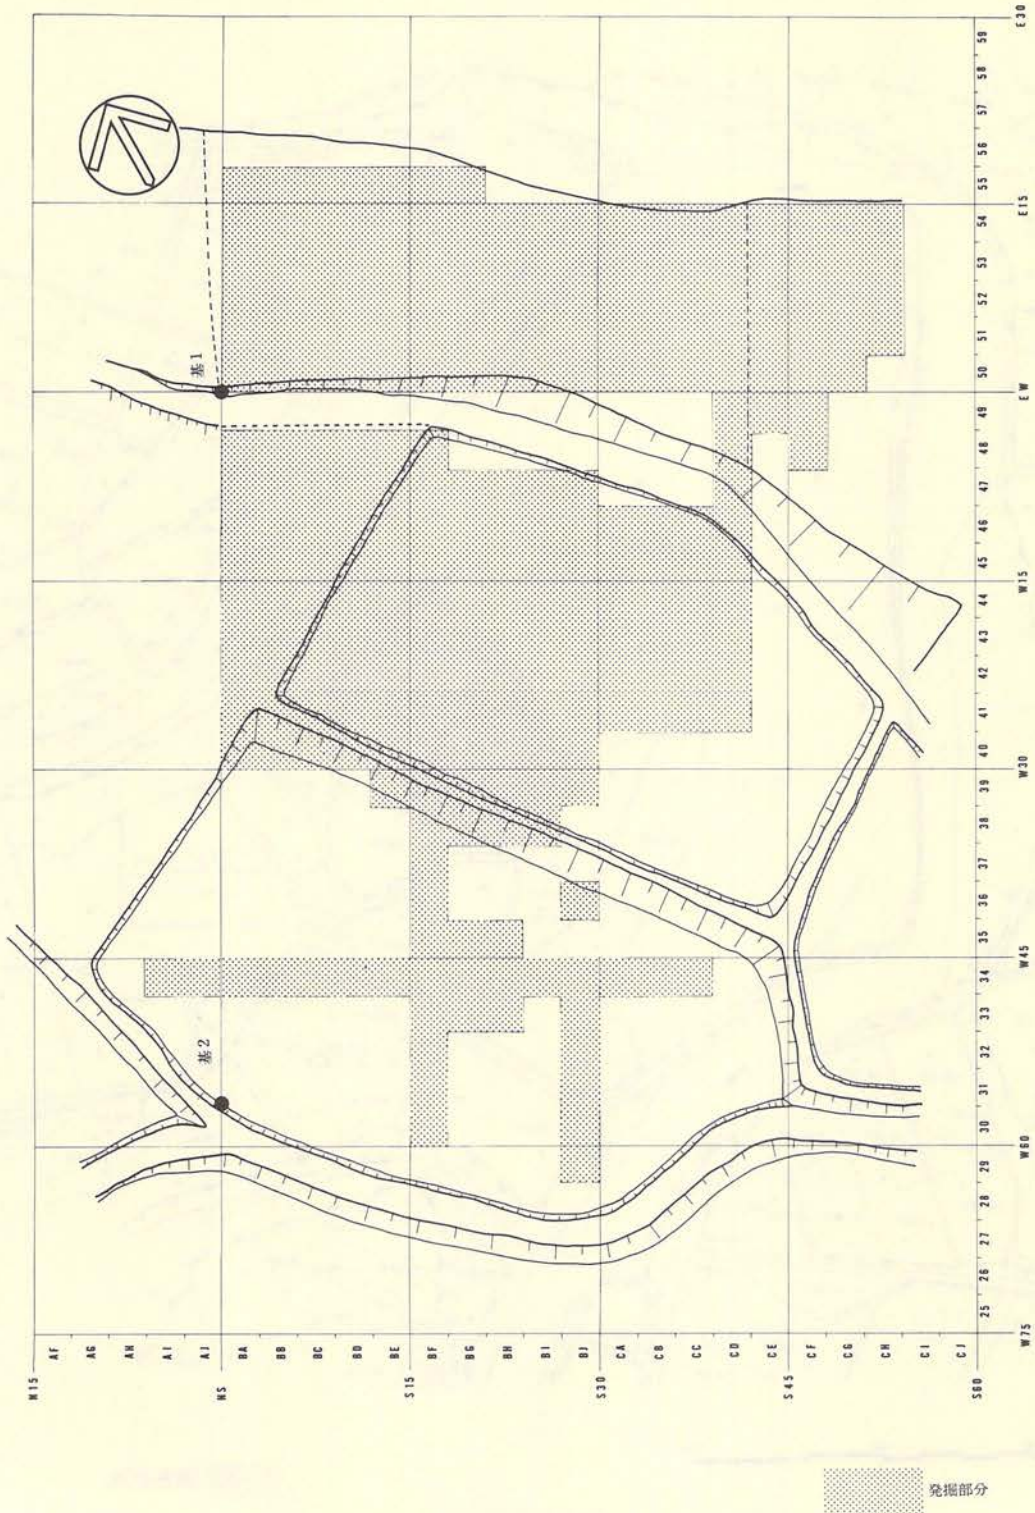 E30
59
58
57
56
55
E15
54
53
52
51
50
EW
49
48
47
46
45
W15
44
43
42
41
40
W30
39
38
37
36
35
W45
34
33
32
31
30
W60
29
28
27
26
25
W75
基1
基2
N15
AF
AG
AH
AI
AJ
NS
BA
BB
BC
BD
BE
S15
BF
BG
BH
BI
BJ
S30
CA
CB
CC
CD
CE
S45
CF
CG
CH
CI
CJ
S60
発掘部分